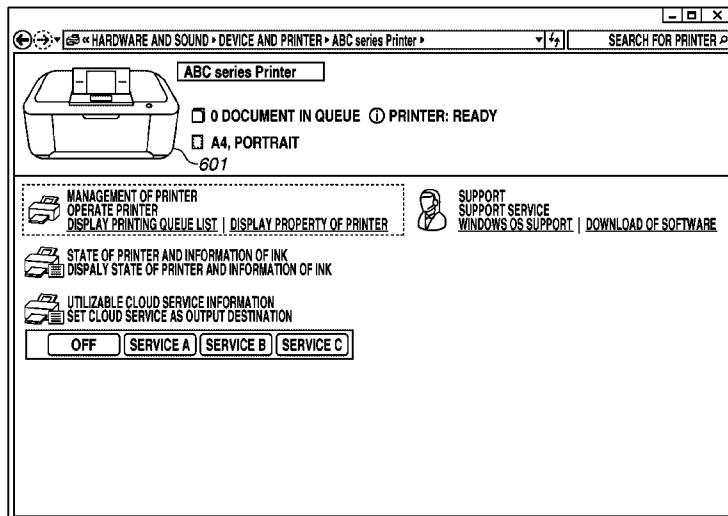 « HARDWARE AND SOUND ▸ DEVICE AND PRINTER ▸ ABC series Printer ▸
SEARCH FOR PRINTER
ABC series Printer
0 DOCUMENT IN QUEUE PRINTER: READY
A4, PORTRAIT
601
MANAGEMENT OF PRINTER
OPERATE PRINTER
DISPLAY PRINTING QUEUE LIST | DISPLAY PROPERTY OF PRINTER
SUPPORT
SUPPORT SERVICE
WINDOWS OS SUPPORT | DOWNLOAD OF SOFTWARE
STATE OF PRINTER AND INFORMATION OF INK
DISPALY STATE OF PRINTER AND INFORMATION OF INK
UTILIZABLE CLOUD SERVICE INFORMATION
SET CLOUD SERVICE AS OUTPUT DESTINATION
OFF SERVICE A SERVICE B SERVICE C